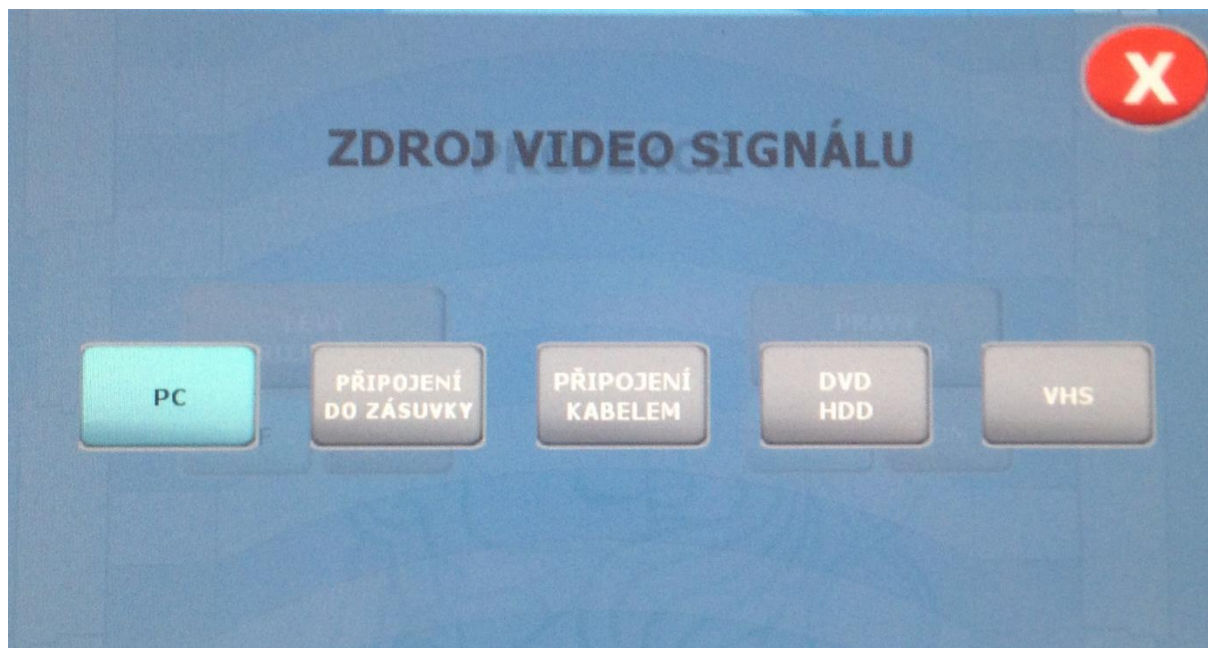 X
ZDROJ VIDEO SIGNÁLU
PC
PŘIPOJENÍ
DO ZÁSUVKY
PŘIPOJENÍ
KABELEM
DVD
HDD
VHS